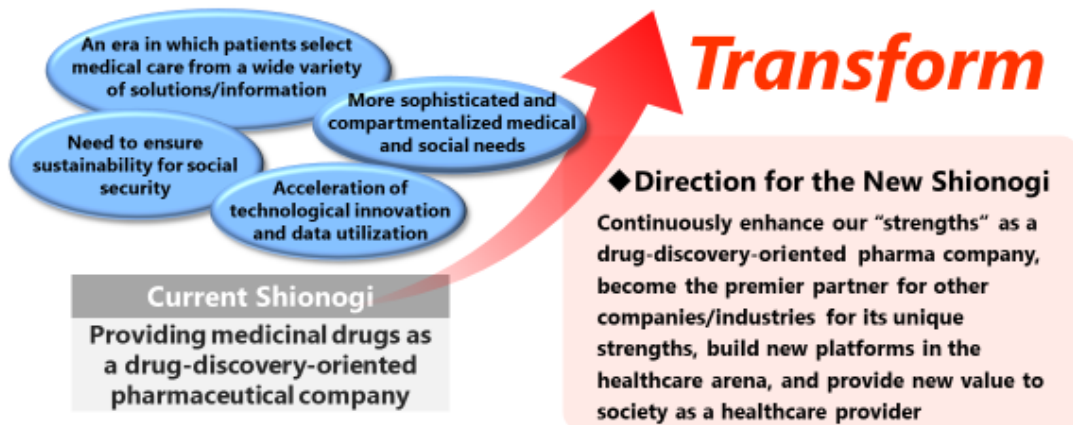 An era in which patients select
medical care from a wide variety
of solutions/information
More sophisticated and
compartmentalized medical
and social needs
Need to ensure
sustainability for social
security
Acceleration of
technological innovation
and data utilization
Transform
Current Shionogi
Providing medicinal drugs as
a drug-discovery-oriented
pharmaceutical company
◆Direction for the New Shionogi
Continuously enhance our “strengths“ as a
drug-discovery-oriented pharma company,
become the premier partner for other
companies/industries for its unique
strengths, build new platforms in the
healthcare arena, and provide new value to
society as a healthcare provider